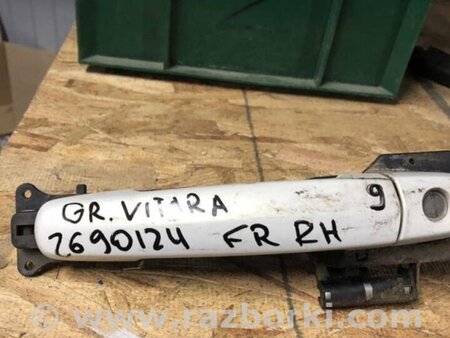 GR. VITARA 9
2690124 FR RH
© www.razborki.com